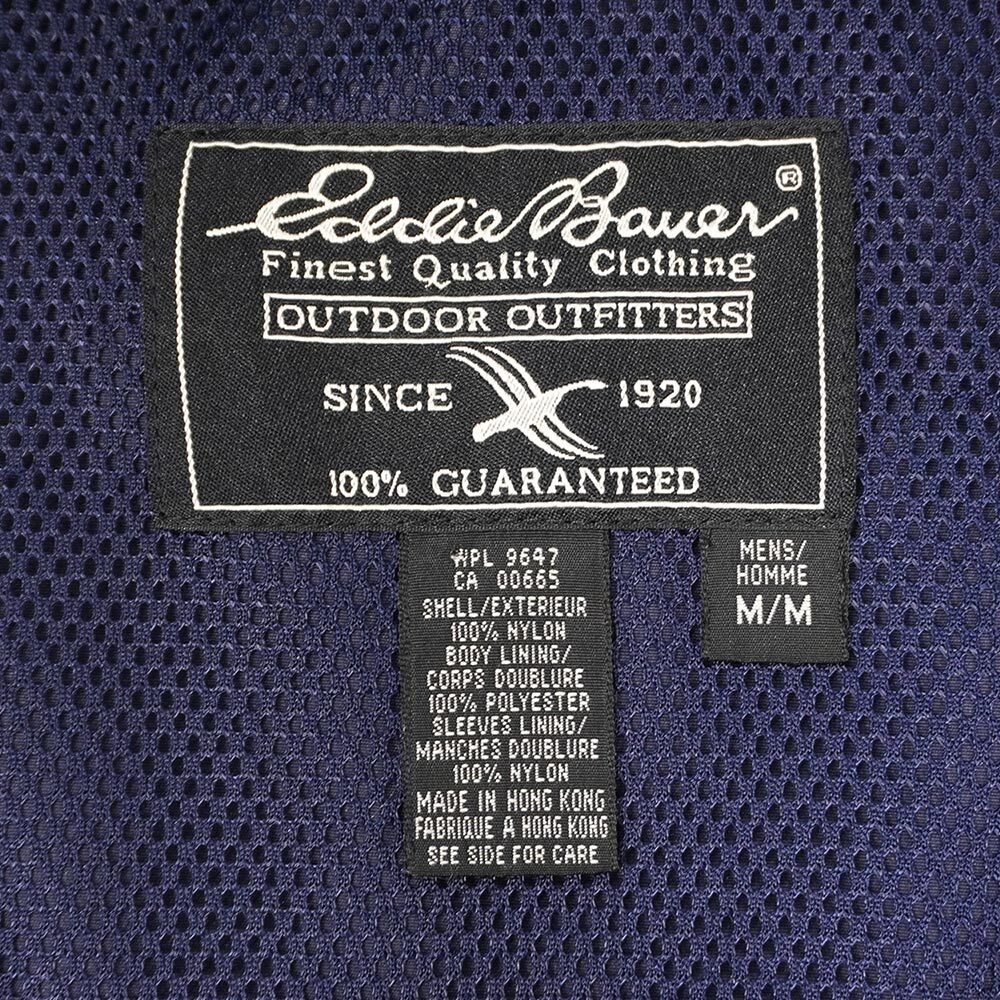 Eddie Bauer ®
Finest Quality Clothing
OUTDOOR OUTFITTERS
SINCE 1920
100% GUARANTEED
WPL 9647
CA 00665
SHELL/EXTERIEUR
100% NYLON
BODY LINING/
CORPS DOUBLURE
100% POLYESTER
SLEEVES LINING/
MANCHES DOUBLURE
100% NYLON
MADE IN HONG KONG
FABRIQUE A HONG KONG
SEE SIDE FOR CARE
MENS/
HOMME
M/M